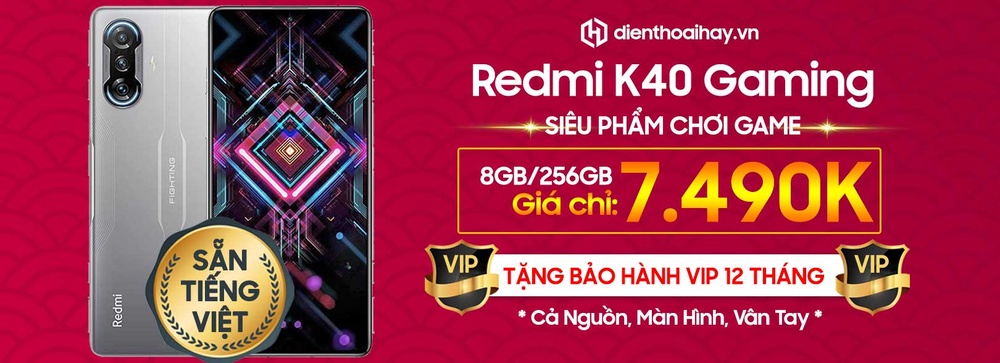 dienthoaihay.vn
Redmi K40 Gaming
SIÊU PHẨM CHƠI GAME
8GB/256GB
Giá chỉ: 7.490K
VIP
TẶNG BẢO HÀNH VIP 12 THÁNG
VIP
* Cả Nguồn, Màn Hình, Vân Tay *
FIGHTING
Redmi
SẴN
TIẾNG
VIỆT